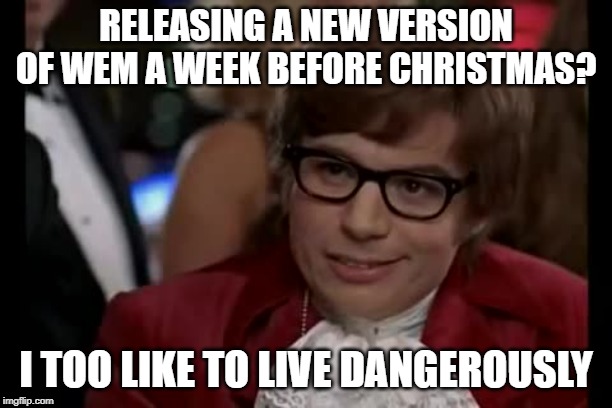 RELEASING A NEW VERSION
OF WEM A WEEK BEFORE CHRISTMAS?
I TOO LIKE TO LIVE DANGEROUSLY
imgflip.com